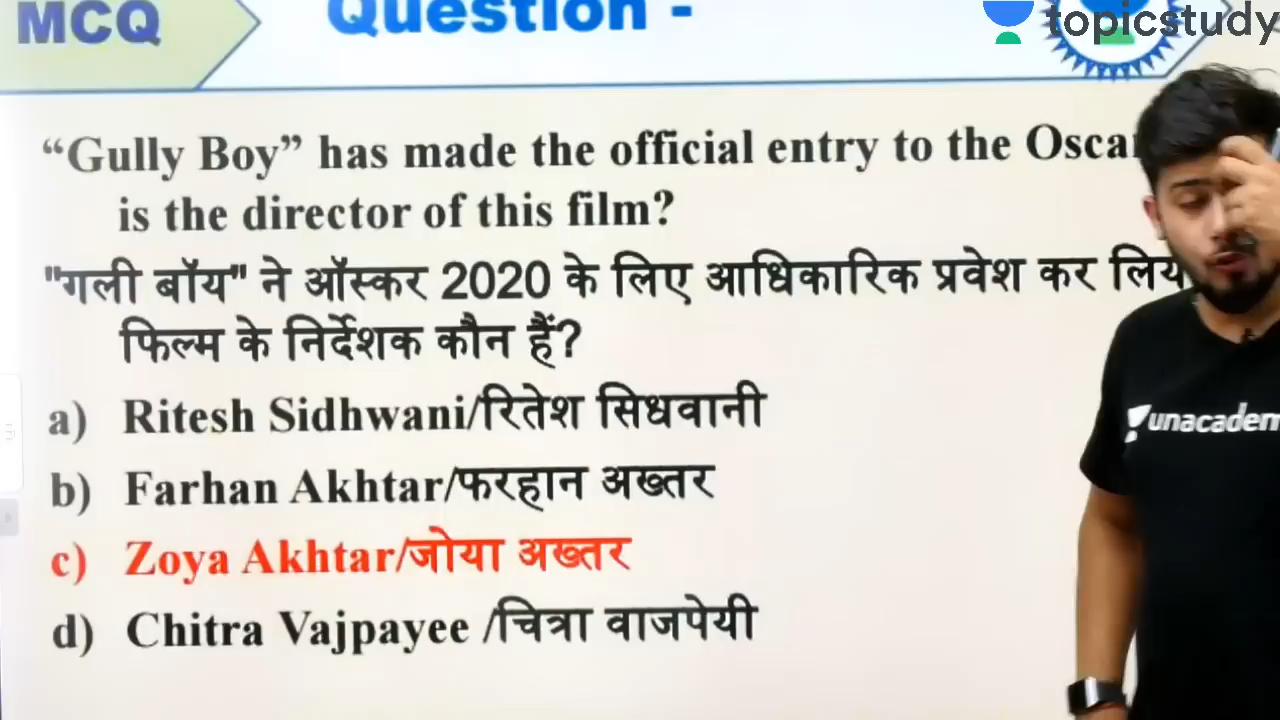 MCQ
Question -
topicstudy
"Gully Boy" has made the official entry to the
is the director of this film?
"गली बॉय" ने ऑस्कर 2020 के लिए आधिकारिक प्रवेश कर
फिल्म के निर्देशक कौन हैं?
a) Ritesh Sidhwani/रितेश सिधवानी
b) Farhan Akhtar/फरहान अख्तर
c) Zoya Akhtar/जोया अख्तर
d) Chitra Vajpayee /चित्रा वाजपेयी